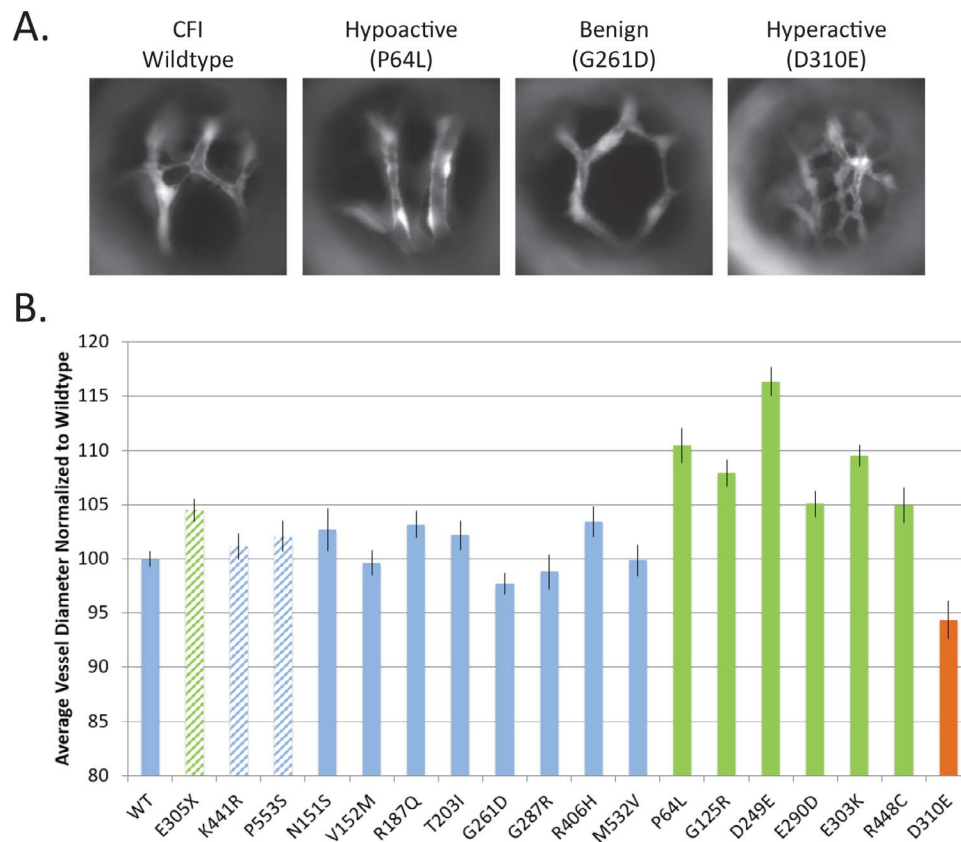 A.
CFI
Wildtype
Hypoactive
(P64L)
Benign
(G261D)
Hyperactive
(D310E)
B.
Average Vessel Diameter Normalized to Wildtype
120
115
110
105
100
95
90
85
80
WT
E305X
K441R
P553S
N151S
V152M
R187Q
T203I
G261D
G287R
R406H
M532V
P64L
G125R
D249E
E290D
E303K
R448C
D310E